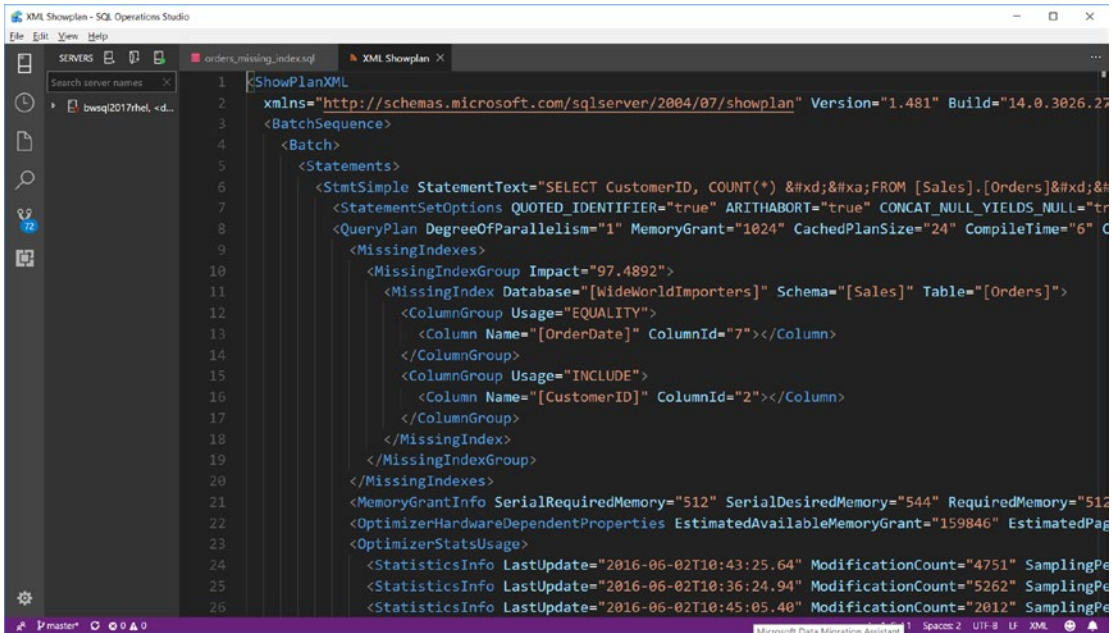 XML Showplan - SQL Operations Studio
File Edit View Help
SERVERS
orders_missing_index.sql
XML Showplan
Search server names
bwsql2017rhel, <d...
72
1 <ShowPlanXML
2 xmlns="http://schemas.microsoft.com/sqlserver/2004/07/showplan" Version="1.481" Build="14.0.3026.27
3 <BatchSequence>
4 <Batch>
5 <Statements>
6 <StmtSimple StatementText="SELECT CustomerID, COUNT(*) &#xd;&#xa;FROM [Sales].[Orders]&#xd;&#
7 <StatementSetOptions QUOTED_IDENTIFIER="true" ARITHABORT="true" CONCAT_NULL_YIELDS_NULL="tr
8 <QueryPlan DegreeOfParallelism="1" MemoryGrant="1024" CachedPlanSize="24" CompileTime="6" C
9 <MissingIndexes>
10 <MissingIndexGroup Impact="97.4892">
11 <MissingIndex Database="[WideWorldImporters]" Schema="[Sales]" Table="[Orders]">
12 <ColumnGroup Usage="EQUALITY">
13 <Column Name="[OrderDate]" ColumnId="7"></Column>
14 </ColumnGroup>
15 <ColumnGroup Usage="INCLUDE">
16 <Column Name="[CustomerID]" ColumnId="2"></Column>
17 </ColumnGroup>
18 </MissingIndex>
19 </MissingIndexGroup>
20 </MissingIndexes>
21 <MemoryGrantInfo SerialRequiredMemory="512" SerialDesiredMemory="544" RequiredMemory="512
22 <OptimizerHardwareDependentProperties EstimatedAvailableMemoryGrant="159846" EstimatedPag
23 <OptimizerStatsUsage>
24 <StatisticsInfo LastUpdate="2016-06-02T10:43:25.64" ModificationCount="4751" SamplingPe
25 <StatisticsInfo LastUpdate="2016-06-02T10:36:24.94" ModificationCount="5262" SamplingPe
26 <StatisticsInfo LastUpdate="2016-06-02T10:45:05.40" ModificationCount="2012" SamplingPe
master* 0 0 Microsoft Data Migration Assistant 1 Spaces: 2 UTF-8 LF XML